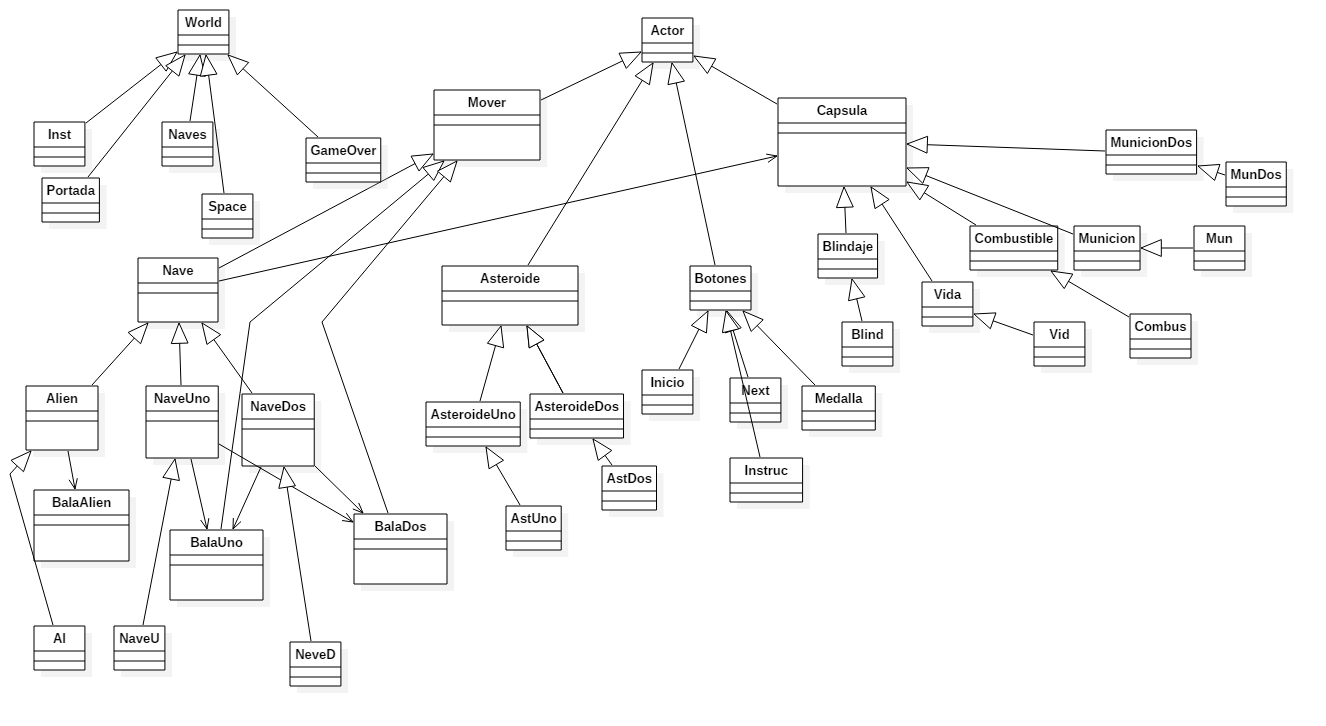 World
Actor
Mover
Capsula
Inst
Naves
GameOver
MunicionDos
MunDos
Portada
Space
Nave
Asteroide
Botones
Blindaje
Combustible
Municion
Mun
Vida
Blind
Vid
Combus
Alien
NaveUno
NaveDos
AsteroideUno
AsteroideDos
Inicio
Next
Medalla
BalaAlien
BalaUno
BalaDos
AstUno
AstDos
Instruc
Al
NaveU
NeveD